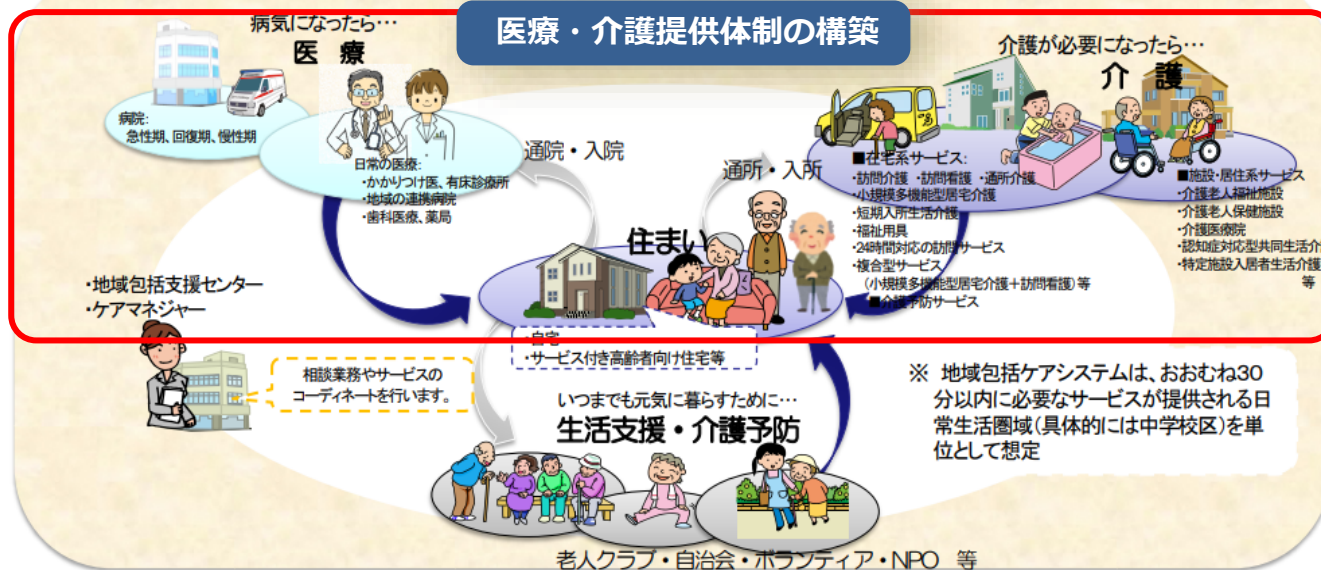 医療・介護提供体制の構築
病気になったら…
医 療
病院:
急性期、回復期、慢性期
日常の医療:
・かかりつけ医、有床診療所
・地域の連携病院
・歯科医療、薬局
通院・入院
通所・入所
介護が必要になったら…
介 護
■在宅系サービス:
・訪問介護 ・訪問看護 ・通所介護
・小規模多機能型居宅介護
・短期入所生活介護
・福祉用具
・24時間対応の訪問サービス
・複合型サービス
(小規模多機能型居宅介護+訪問看護)等
■介護予防サービス
■施設・居住系サービス
・介護老人福祉施設
・介護老人保健施設
・介護医療院
・認知症対応型共同生活介
・特定施設入居者生活介護
等
住まい
・自宅
・サービス付き高齢者向け住宅等
・地域包括支援センター
・ケアマネジャー
相談業務やサービスの
コーディネートを行います。
いつまでも元気に暮らすために…
生活支援・介護予防
老人クラブ・自治会・ボランティア・NPO 等
※ 地域包括ケアシステムは、おおむね30
分以内に必要なサービスが提供される日
常生活圏域(具体的には中学校区)を単
位として想定